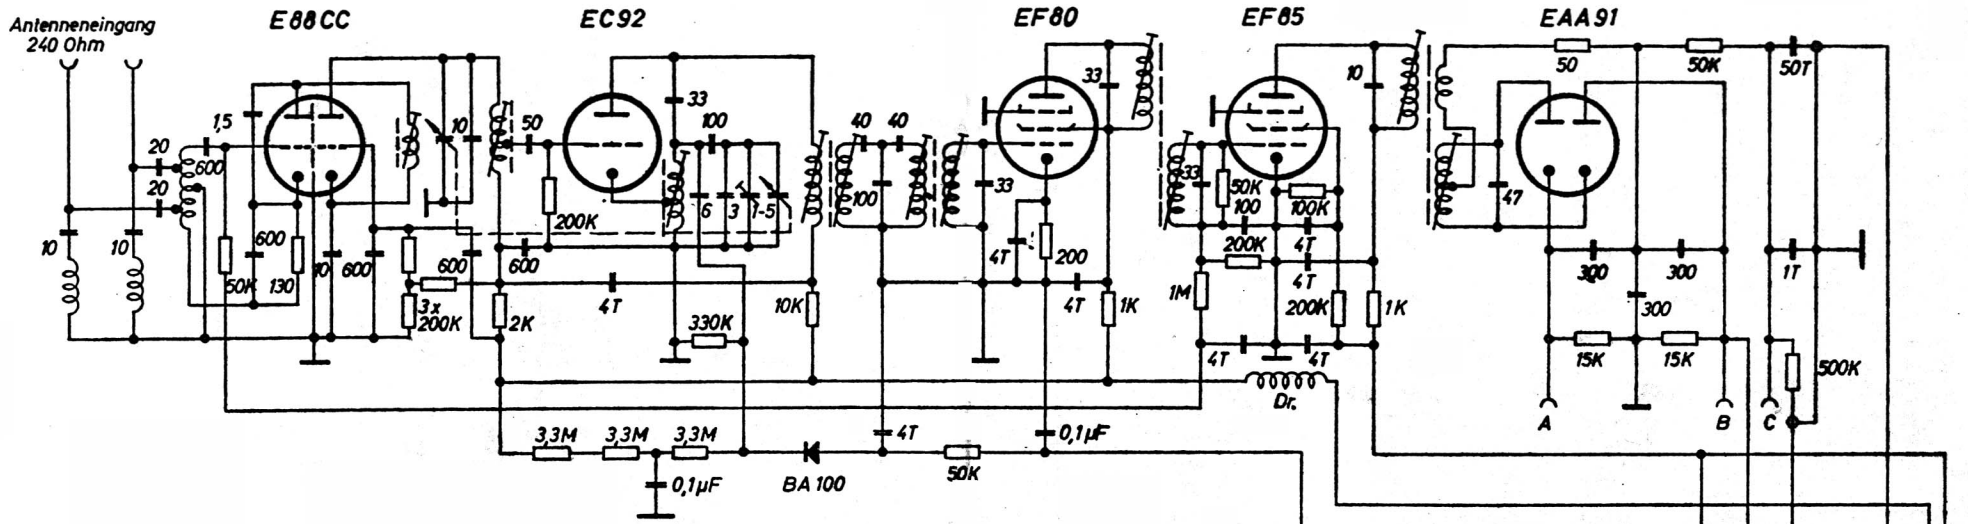 E88CC
EC92
EF80
EF85
EAA91
Antenneneingang
240 Ohm
50
50K
50T
33
33
10
1,5
10
50
100
40
40
20
600
20
33
33
50K
100
100K
47
6
3
1-5
100
200K
10
10
600
50K
130
10
600
600
600
4T
200
200K
4T
4T
300
300
1T
3x
200K
2K
4T
10K
4T
1K
1M
200K
1K
300
330K
4T
4T
15K
15K
500K
Dr.
A
B
C
3,3M
3,3M
3,3M
4T
0,1µF
0,1µF
BA100
50K